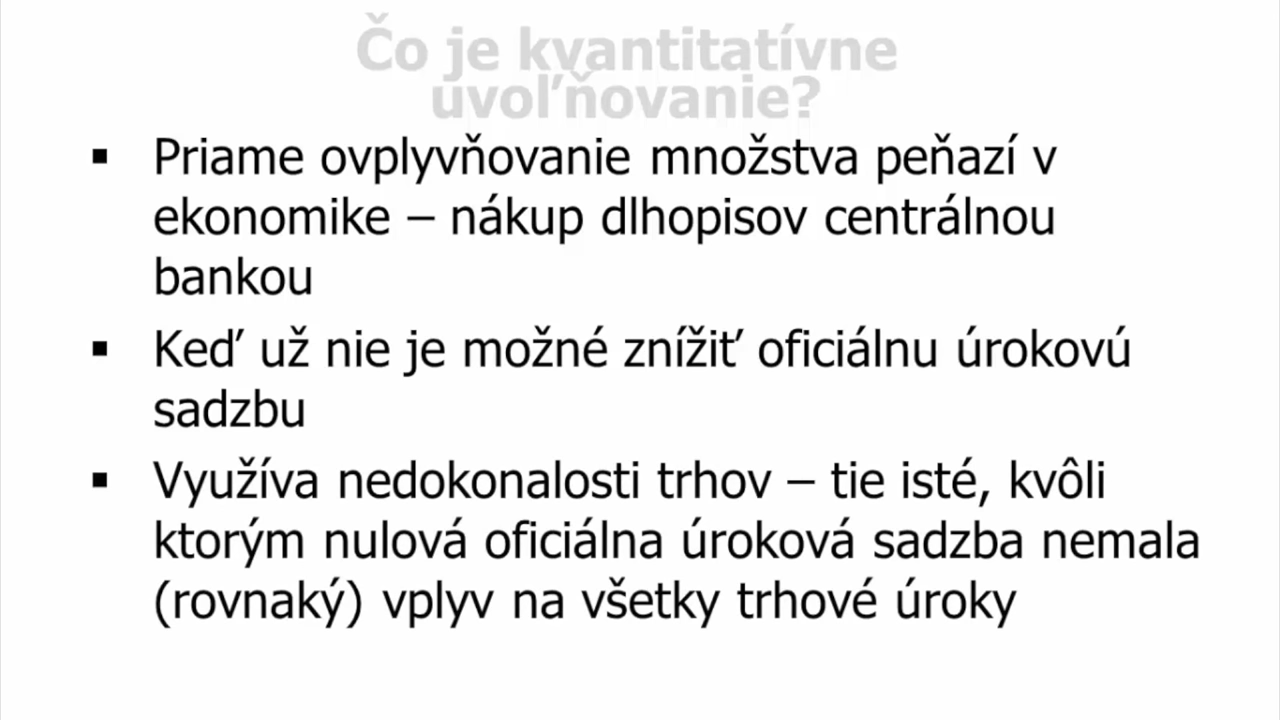 Čo je kvantitatívne
uvoľňovanie?
▪ Priame ovplyvňovanie množstva peňazí v
ekonomike – nákup dlhopisov centrálnou
bankou
▪ Keď už nie je možné znížiť oficiálnu úrokovú
sadzbu
▪ Využíva nedokonalosti trhov – tie isté, kvôli
ktorým nulová oficiálna úroková sadzba nemala
(rovnaký) vplyv na všetky trhové úroky